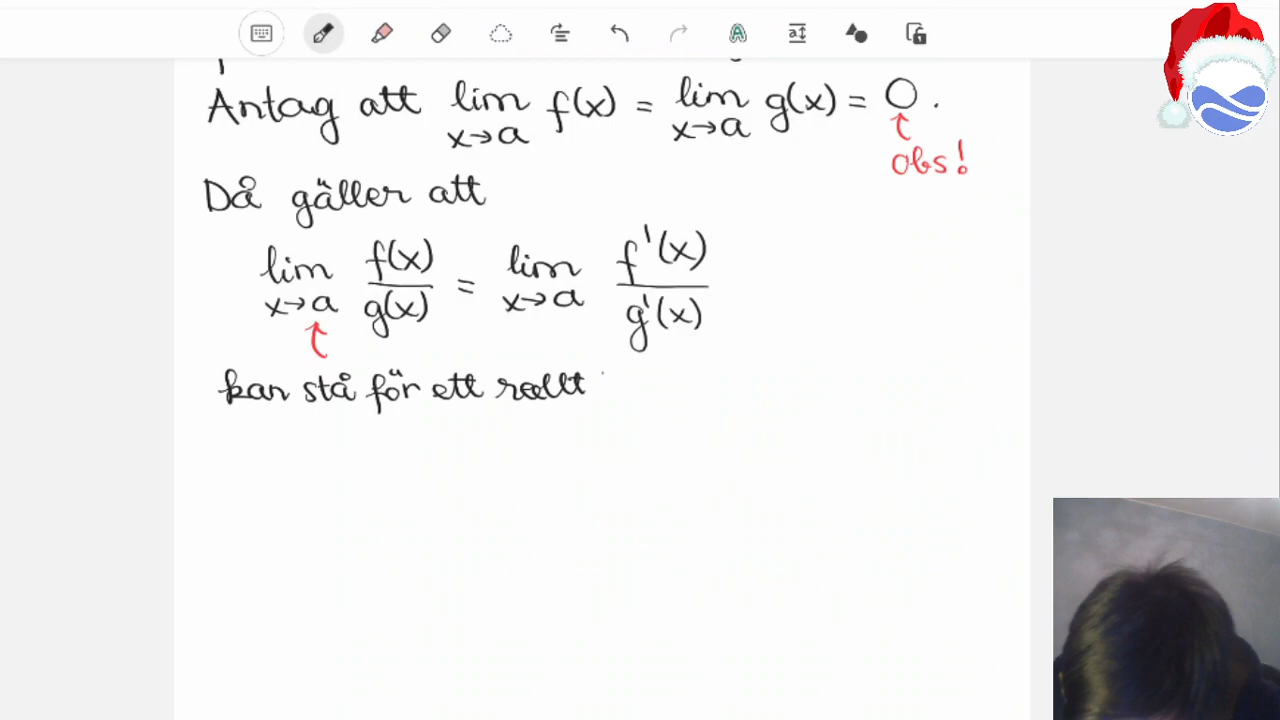 Antag att lim x→a f(x) = lim x→a g(x) = 0.
obs!
Då gäller att
lim x→a f(x)/g(x) = lim x→a f'(x)/g'(x)
kan stå för ett reellt